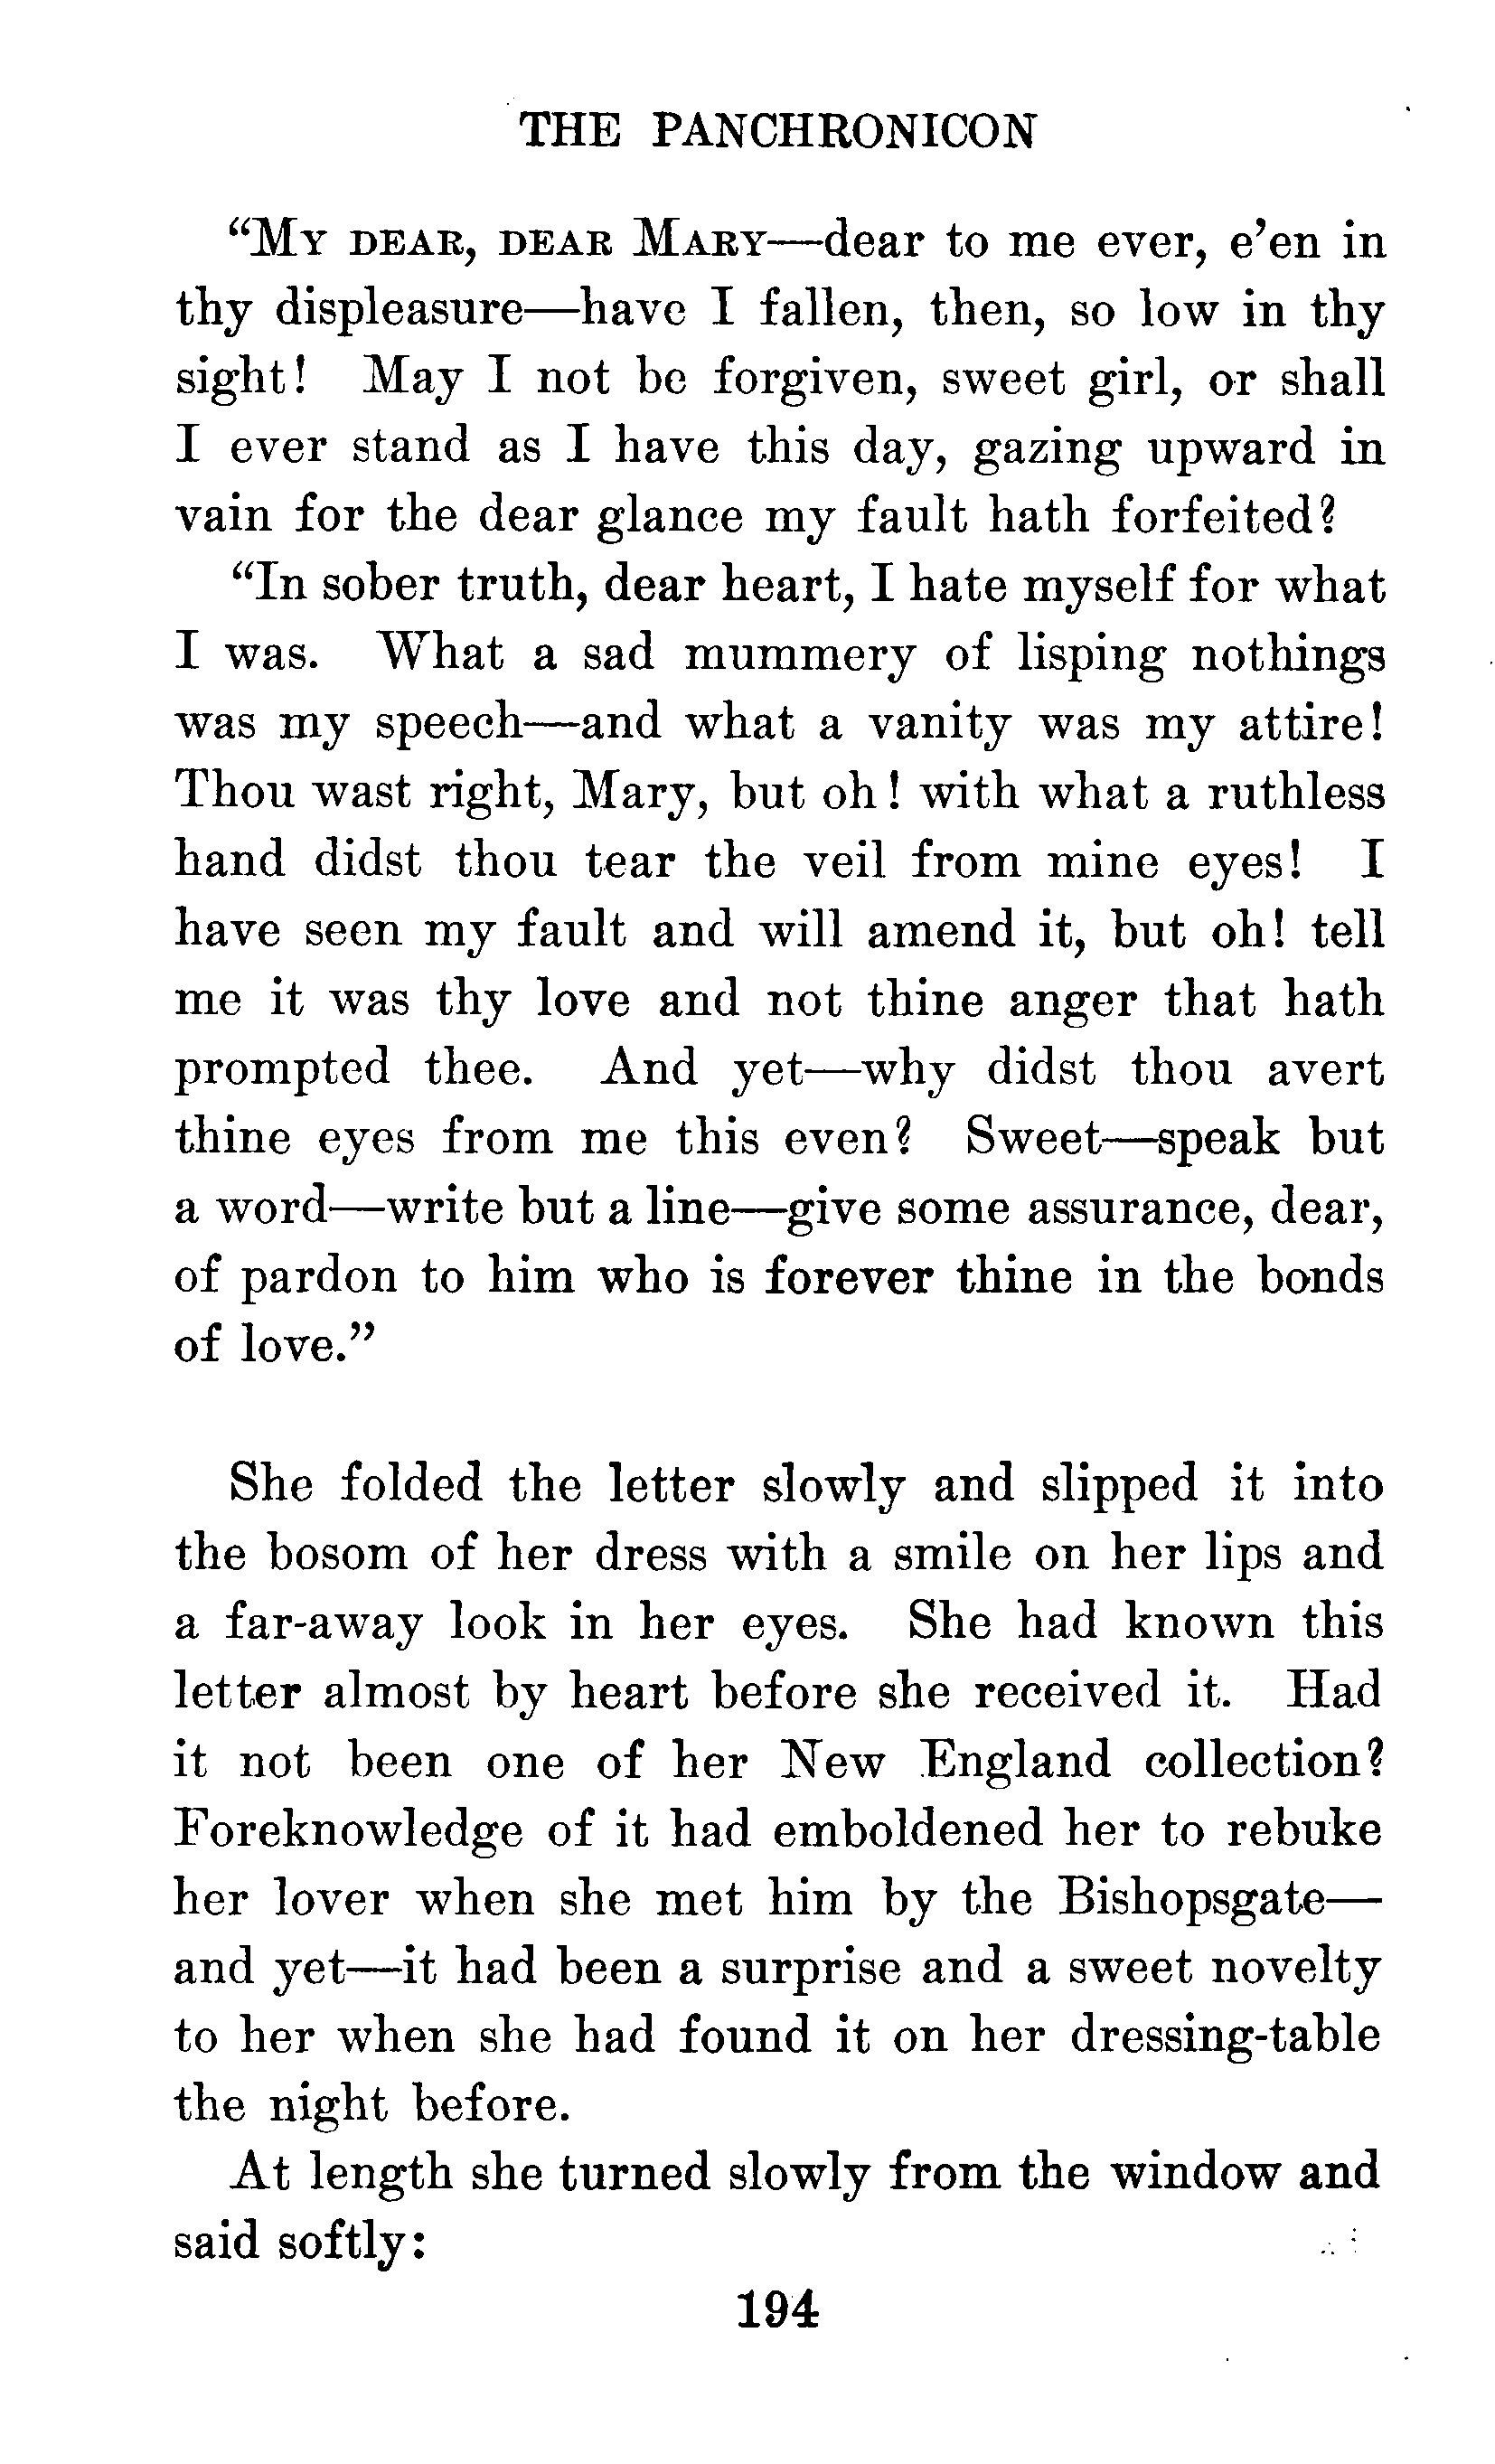 THE PANCHRONICON
“MY DEAR, DEAR MARY—dear to me ever, e’en in
thy displeasure—have I fallen, then, so low in thy
sight! May I not be forgiven, sweet girl, or shall
I ever stand as I have this day, gazing upward in
vain for the dear glance my fault hath forfeited?
“In sober truth, dear heart, I hate myself for what
I was. What a sad mummery of lisping nothings
was my speech—and what a vanity was my attire!
Thou wast right, Mary, but oh! with what a ruthless
hand didst thou tear the veil from mine eyes! I
have seen my fault and will amend it, but oh! tell
me it was thy love and not thine anger that hath
prompted thee. And yet—why didst thou avert
thine eyes from me this even? Sweet—speak but
a word—write but a line—give some assurance, dear,
of pardon to him who is forever thine in the bonds
of love.”
She folded the letter slowly and slipped it into
the bosom of her dress with a smile on her lips and
a far-away look in her eyes. She had known this
letter almost by heart before she received it. Had
it not been one of her New England collection?
Foreknowledge of it had emboldened her to rebuke
her lover when she met him by the Bishopsgate—
and yet—it had been a surprise and a sweet novelty
to her when she had found it on her dressing-table
the night before.
At length she turned slowly from the window and
said softly:
194